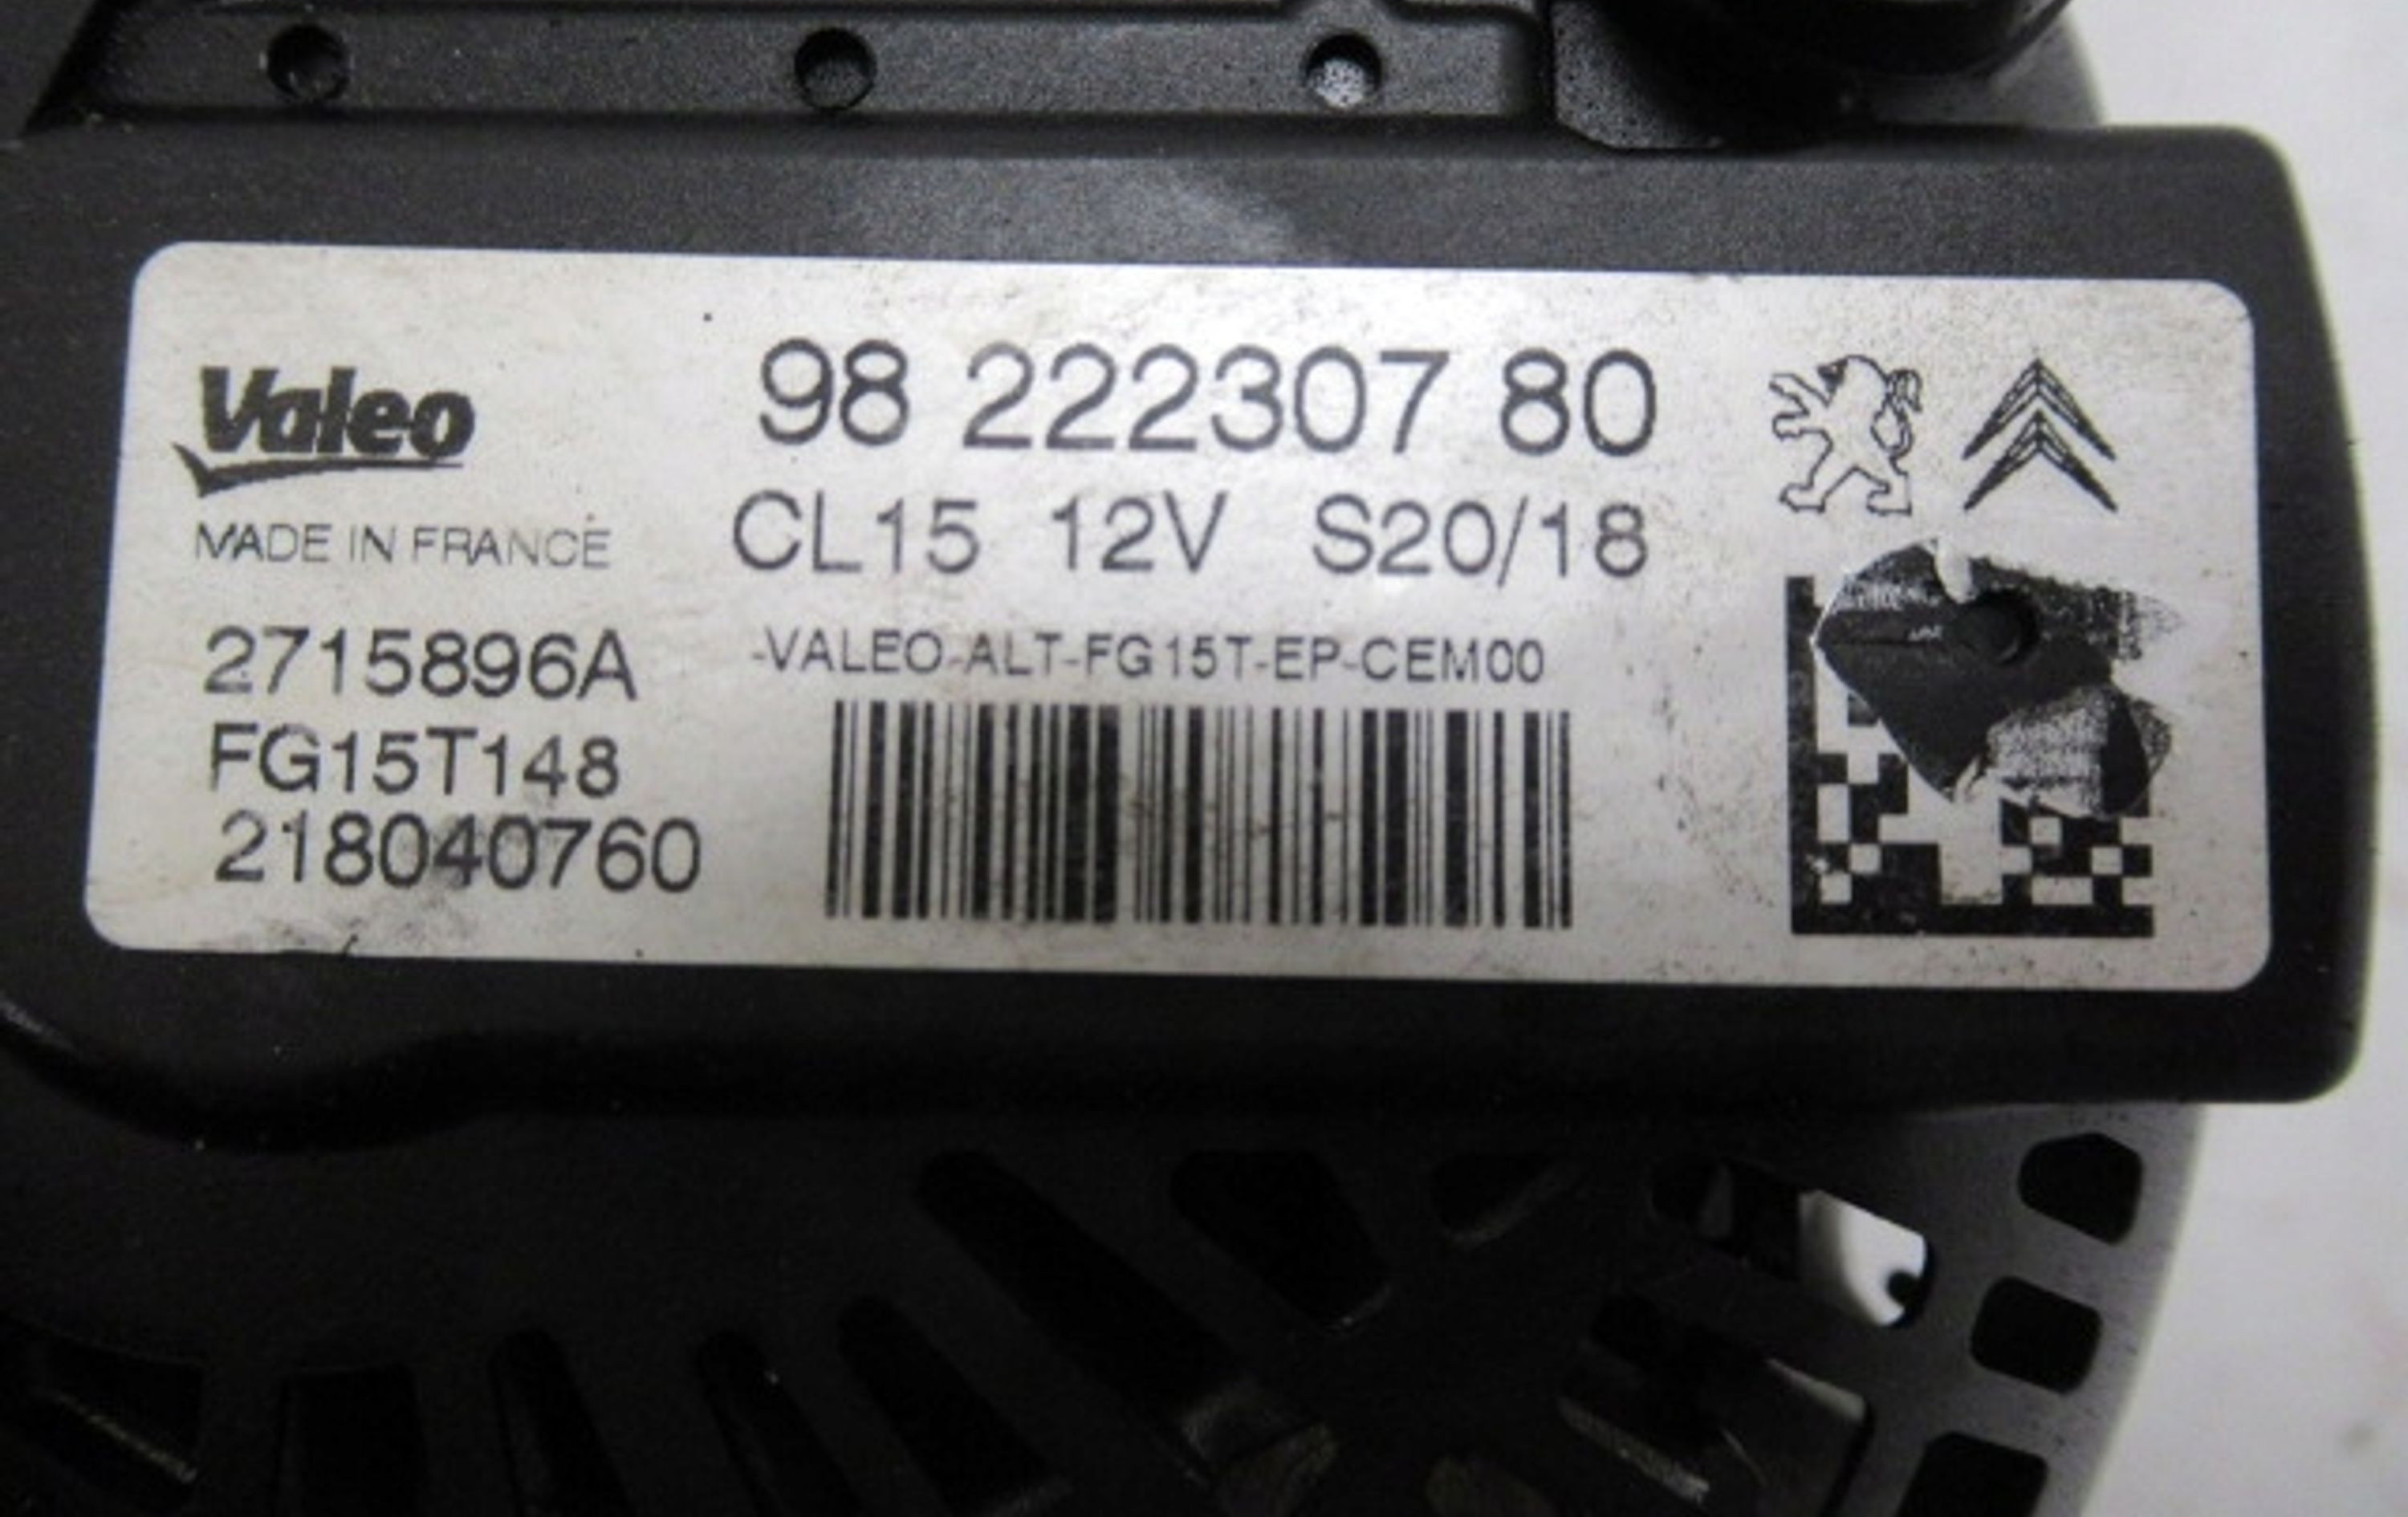 Valeo
MADE IN FRANCE
98 222307 80
CL15 12V S20/18
2715896A
FG15T148
218040760
-VALEO-ALT-FG15T-EP-CEM00